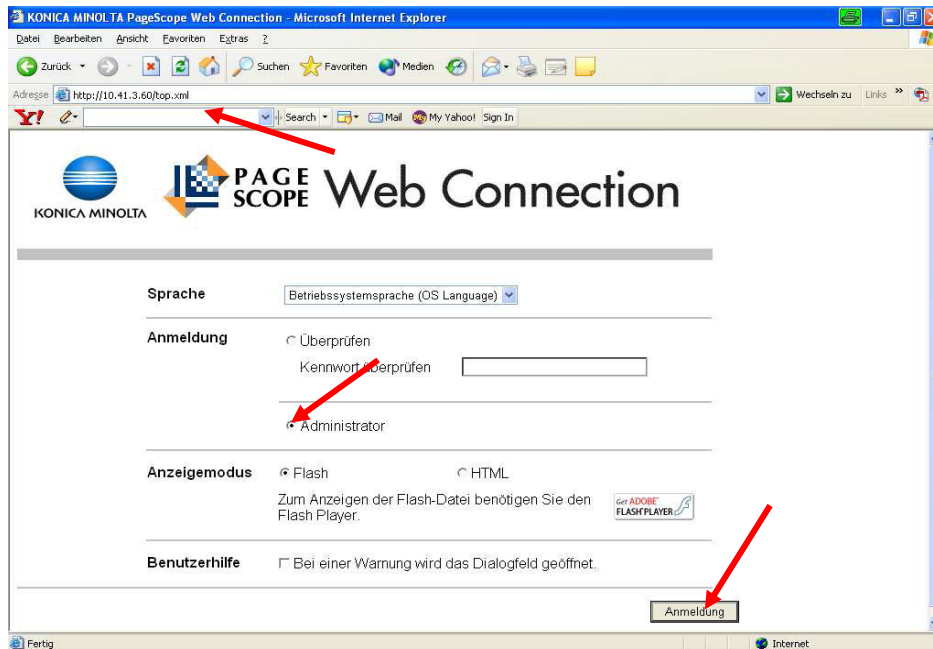 KONICA MINOLTA PageScope Web Connection - Microsoft Internet Explorer
Datei Bearbeiten Ansicht Favoriten Extras ?
Zurück Suchen Favoriten Medien
Adresse http://10.41.3.60/top.xml Wechseln zu Links »
Y! Search Mail My Yahoo! Sign In
KONICA MINOLTA
PAGE SCOPE Web Connection
Sprache Betriebssystemsprache (OS Language)
Anmeldung Überprüfen
Kennwort überprüfen
Administrator
Anzeigemodus Flash HTML
Zum Anzeigen der Flash-Datei benötigen Sie den
Flash Player.
Get ADOBE
FLASH PLAYER
Benutzerhilfe Bei einer Warnung wird das Dialogfeld geöffnet.
Anmeldung
Fertig Internet